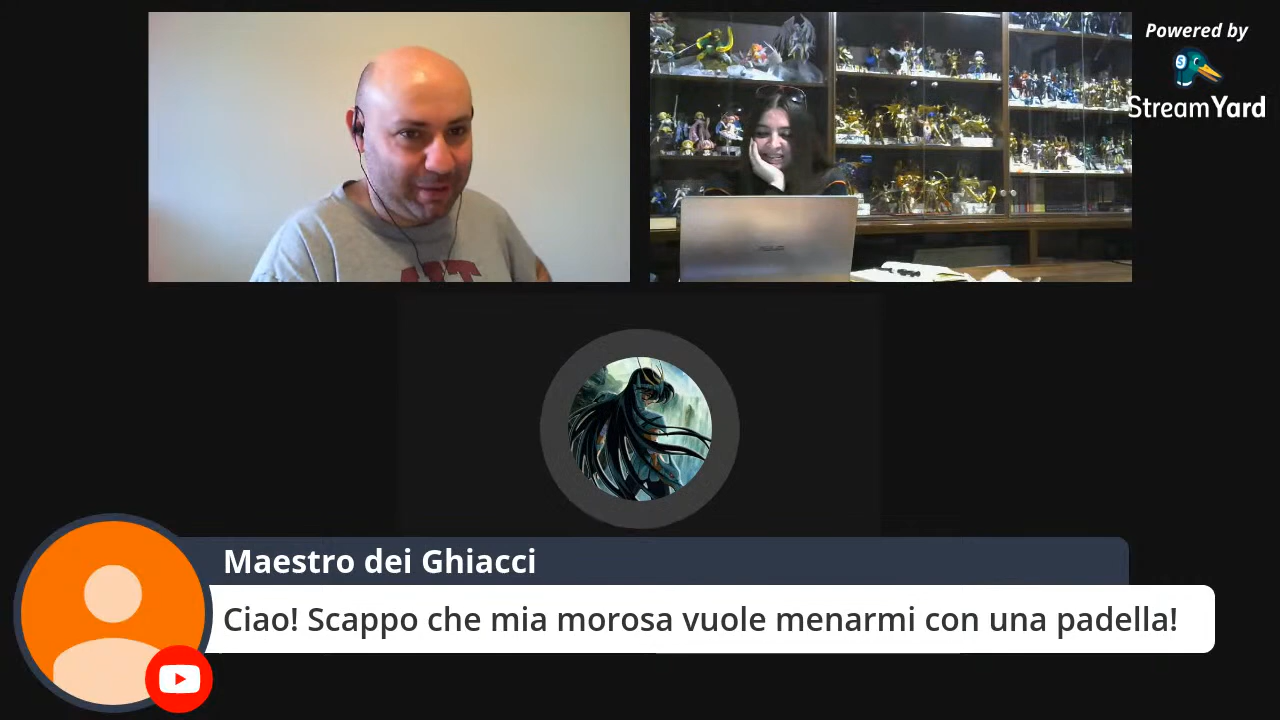 Powered by
StreamYard
Maestro dei Ghiacci
Ciao! Scappo che mia morosa vuole menarmi con una padella!